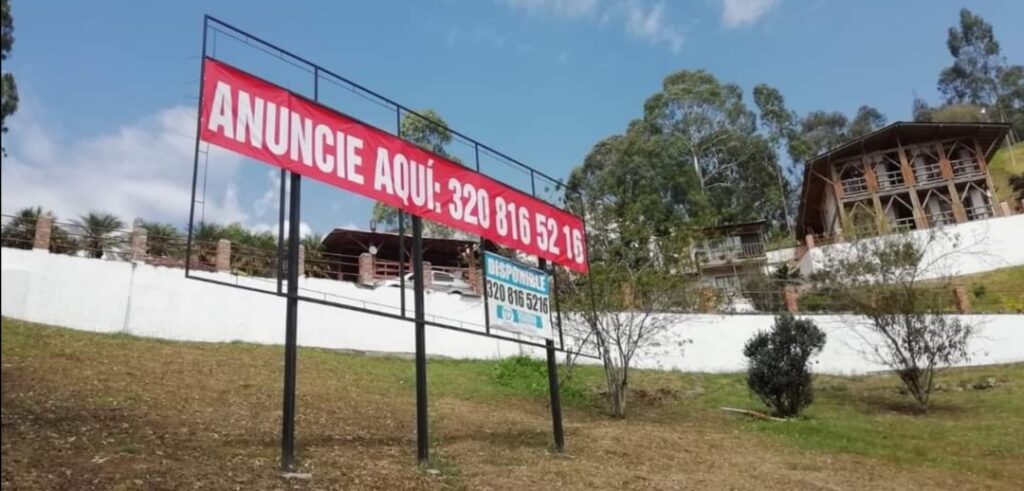 ANUNCIE AQUÍ: 320 816 52 16
DISPONIBLE
320 816 5216